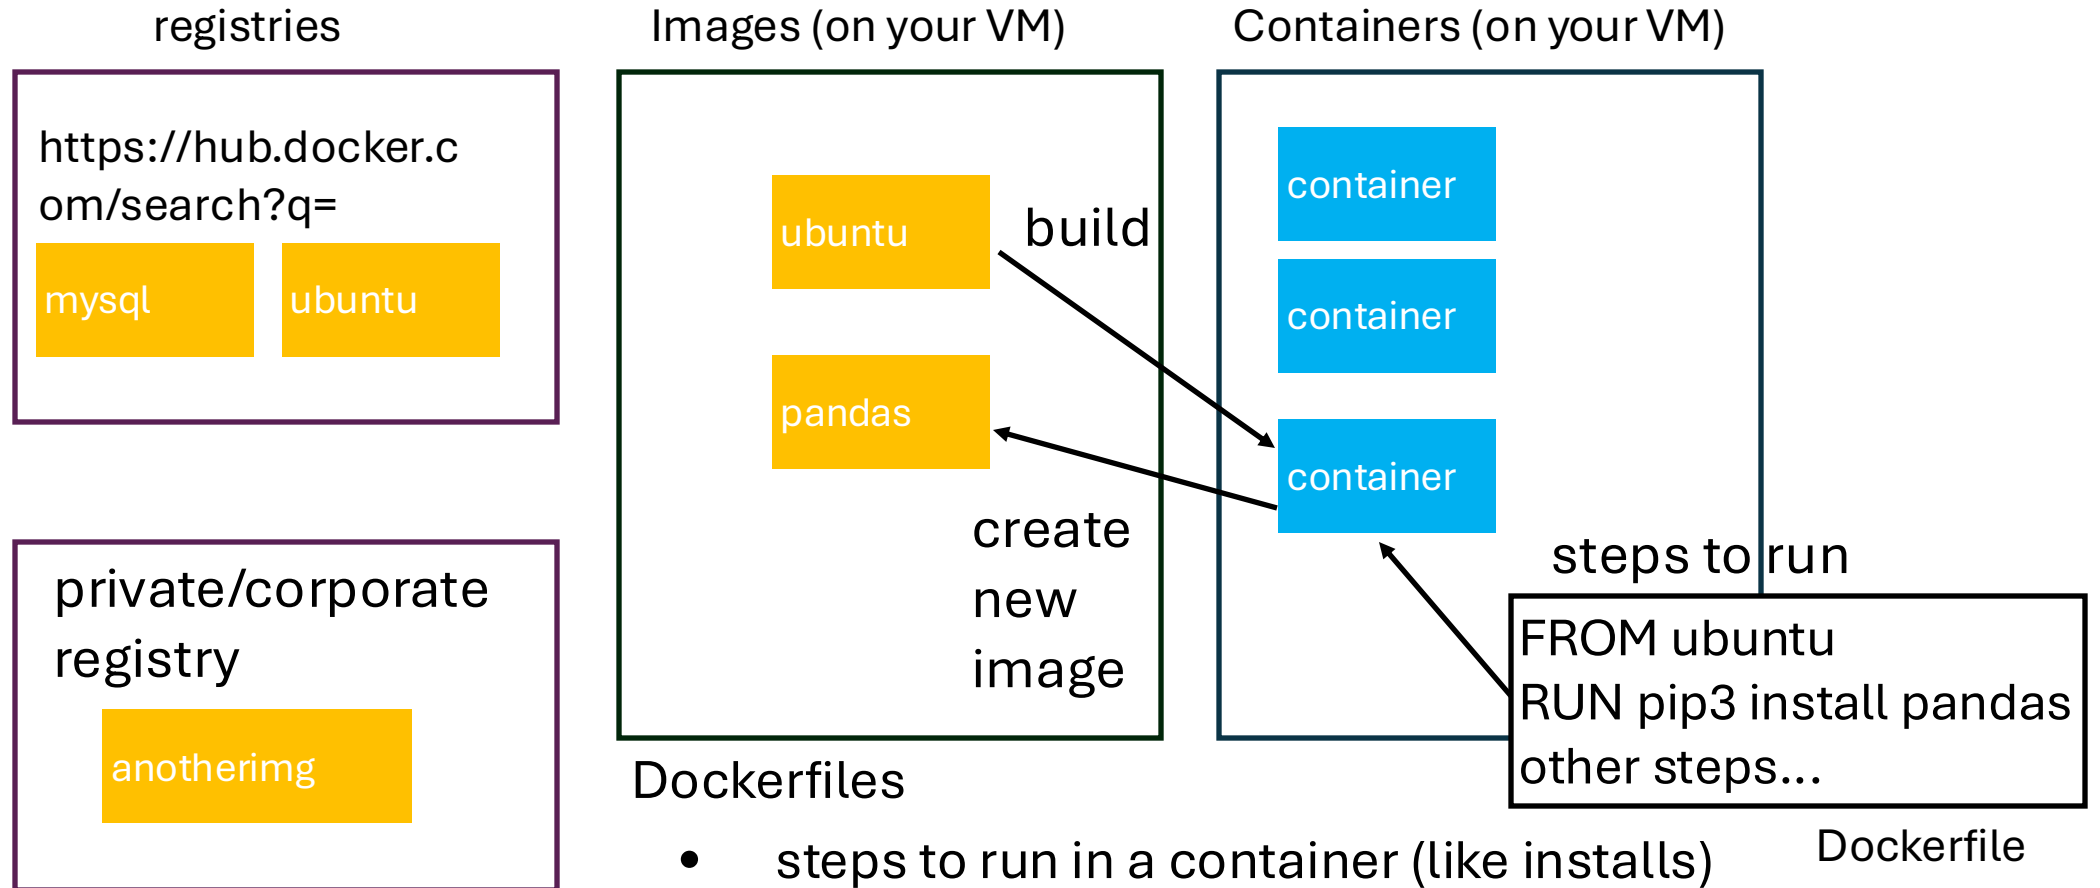 registries
Images (on your VM)
Containers (on your VM)
https://hub.docker.c
om/search?q=
mysql
ubuntu
private/corporate
registry
anotherimg
ubuntu
build
pandas
create
new
image
container
container
container
steps to run
FROM ubuntu
RUN pip3 install pandas
other steps...
Dockerfile
Dockerfiles
• steps to run in a container (like installs)